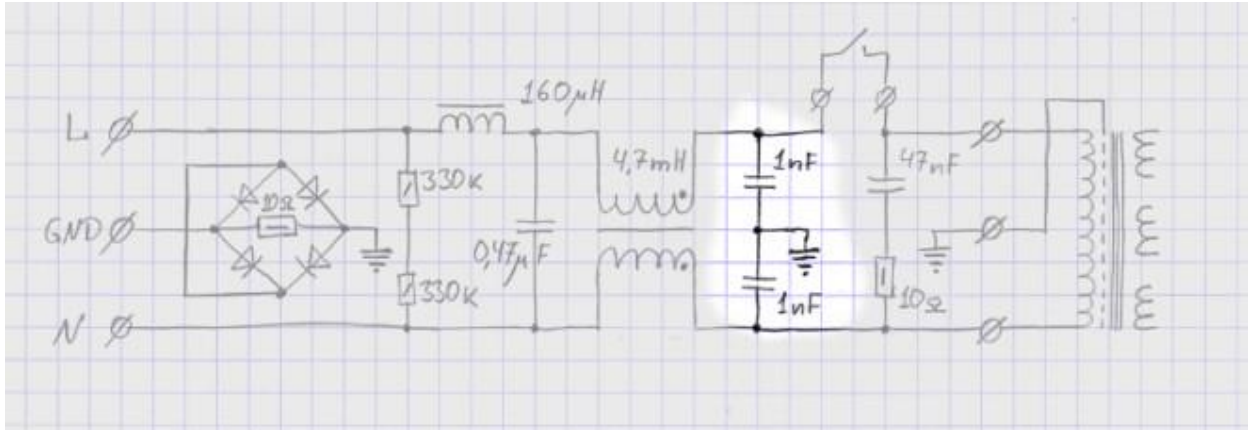 160µH
L
4,7mH
1nF
47nF
330K
10Ω
GND
0,47µF
330K
1nF
10Ω
N